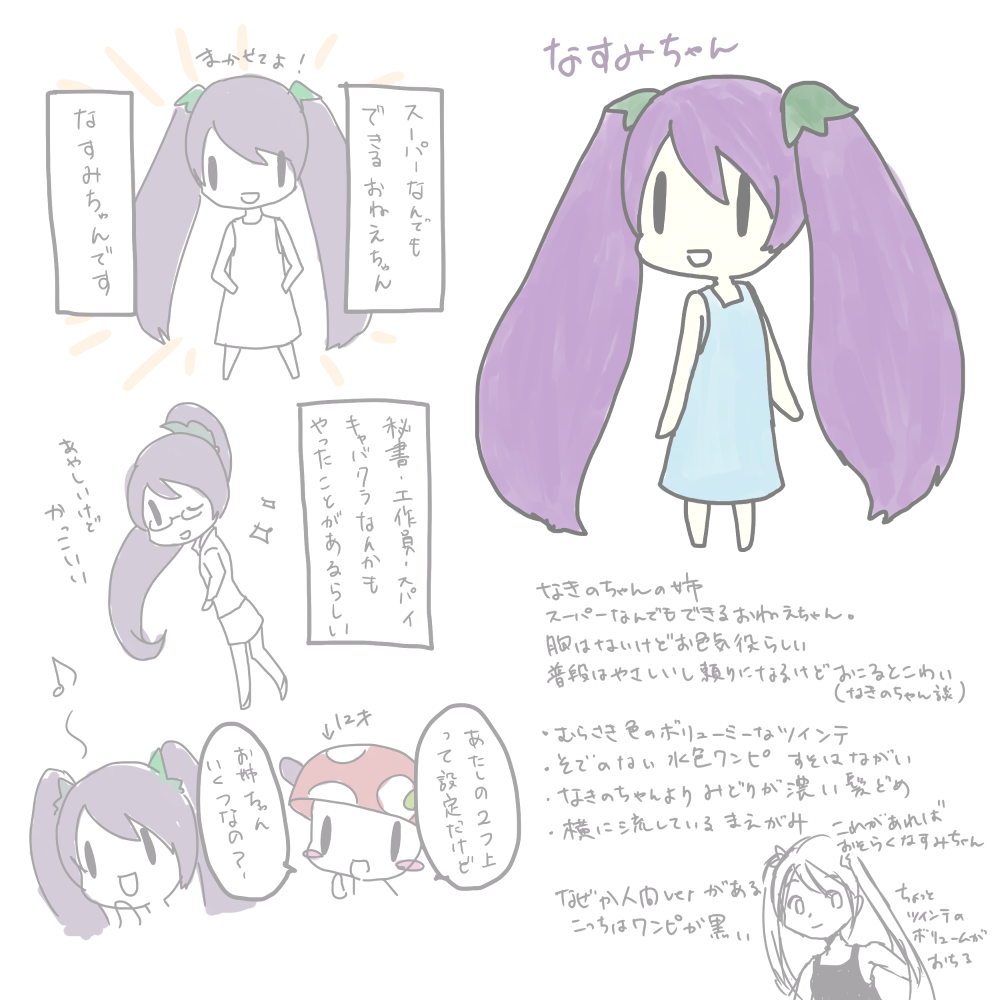 なすみちゃん
まかせてよ!
スーパーなんでも
できるおねえちゃん
なすみちゃんです
秘書・工作員・スパイ
キャバクラなんかも
やったことがあるらしい
あやしいけど
かっこいい
あたしの2つ上
って設定だけど
12才
お姉ちゃん
いくつなの?
なきのちゃんの姉
スーパーなんでもできるおねえちゃん。
胸はないけどお色気役らしい
普段はやさしいし頼りになるけど おこるとこわい
(なきのちゃん談)
・むらさき色のボリューミーなツインテ
・そでのない 水色ワンピ すそはながい
・なきのちゃんより みどりが濃い髪どめ
・横に流している まえがみ
これがあれば
おそらくなすみちゃん
なぜか人間verがある
こっちはワンピが黒い
ちょっと
ツインテの
ボリュームが
おちる